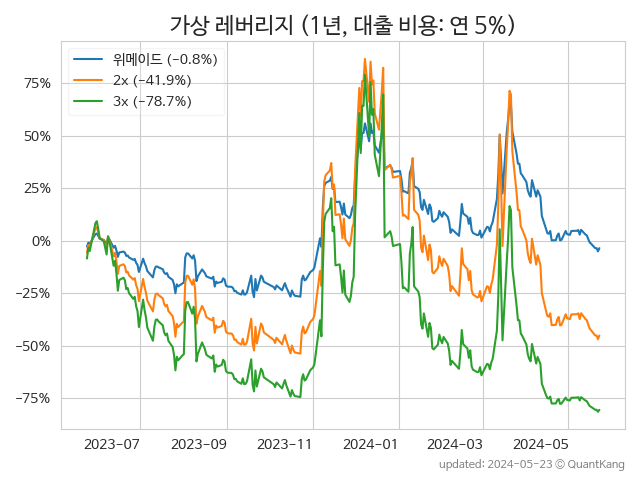 가상 레버리지 (1년, 대출 비용: 연 5%)
위메이드 (−0.8%)
2x (−41.9%)
3x (−78.7%)
75%
50%
25%
0%
−25%
−50%
−75%
2023-07
2023-09
2023-11
2024-01
2024-03
2024-05
updated: 2024-05-23 © QuantKang